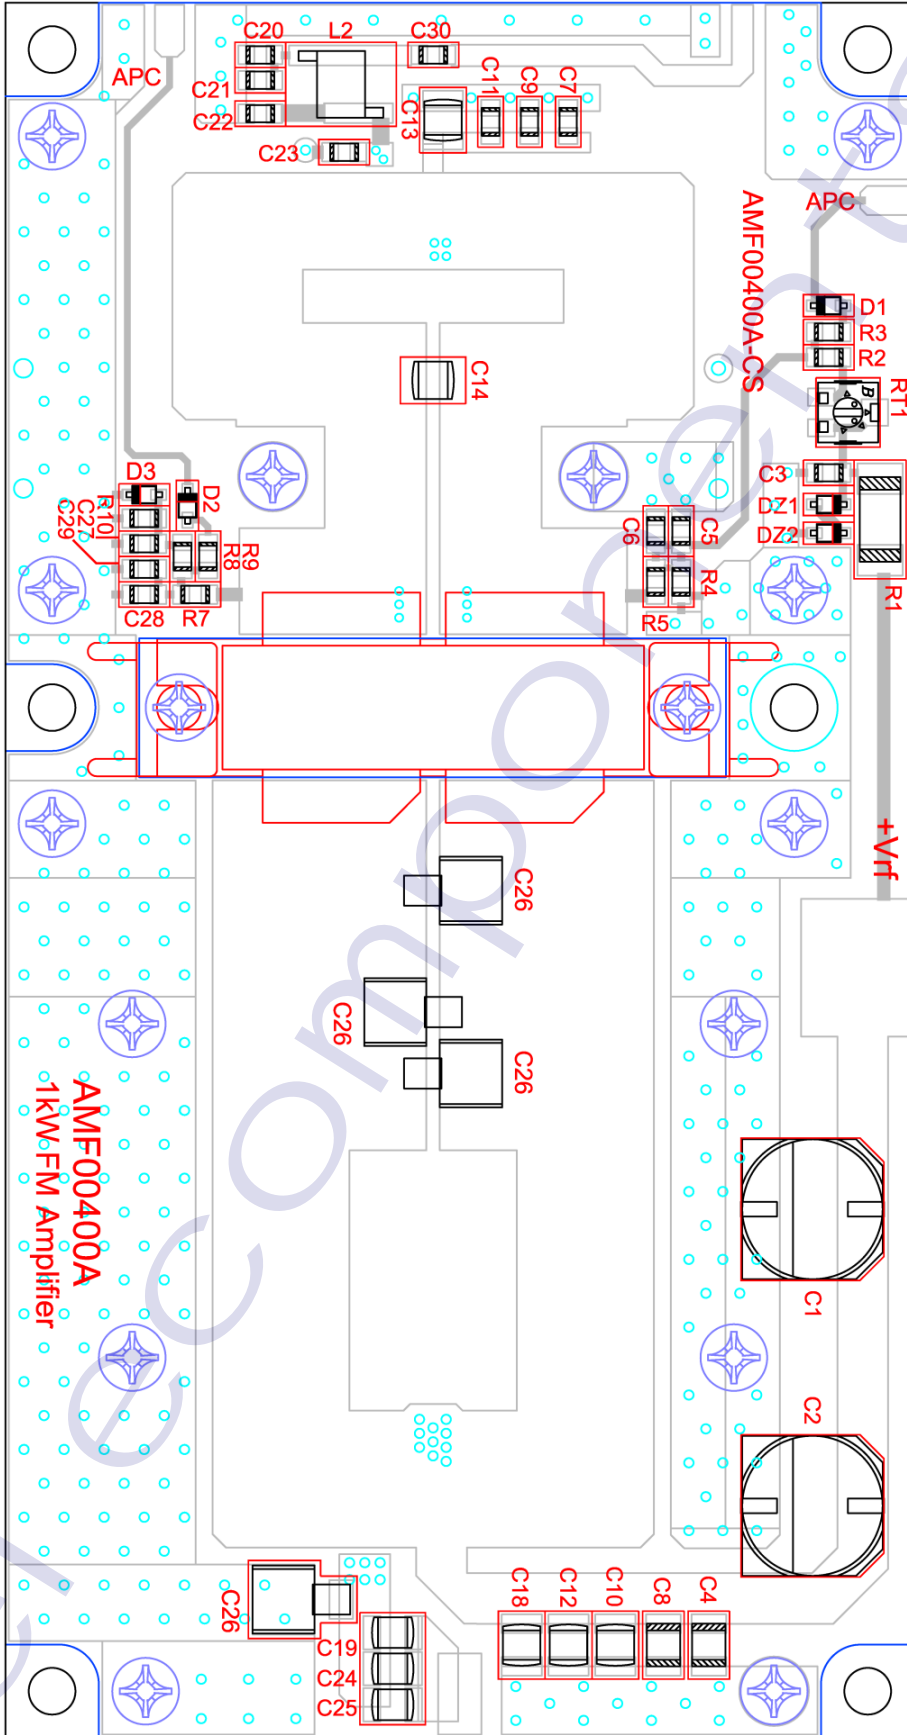 C20
L2
C30
APC
C21
C22
C13
C11
C9
C7
C23
APC
AMF00400A-CS
D1
R3
R2
C14
RT1
B
D3
D2
C3
R10
C27
C29
DZ1
C6
C5
DZ2
R8
R9
C28
R7
R4
R5
R1
+Vrf
C26
C26
C26
AMF00400A
1kW FM Amplifier
C1
C2
C26
C18
C12
C10
C8
C4
C19
C24
C25